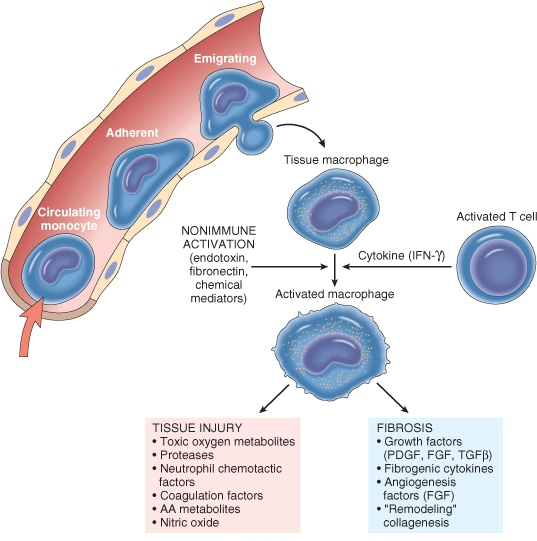 Emigrating
Adherent
Circulating
monocyte
Tissue macrophage
Activated T cell
NONIMMUNE
ACTIVATION
(endotoxin,
fibronectin,
chemical
mediators)
Cytokine (IFN-γ)
Activated macrophage
TISSUE INJURY
• Toxic oxygen metabolites
• Proteases
• Neutrophil chemotactic
factors
• Coagulation factors
• AA metabolites
• Nitric oxide
FIBROSIS
• Growth factors
(PDGF, FGF, TGFβ)
• Fibrogenic cytokines
• Angiogenesis
factors (FGF)
• "Remodeling"
collagenesis